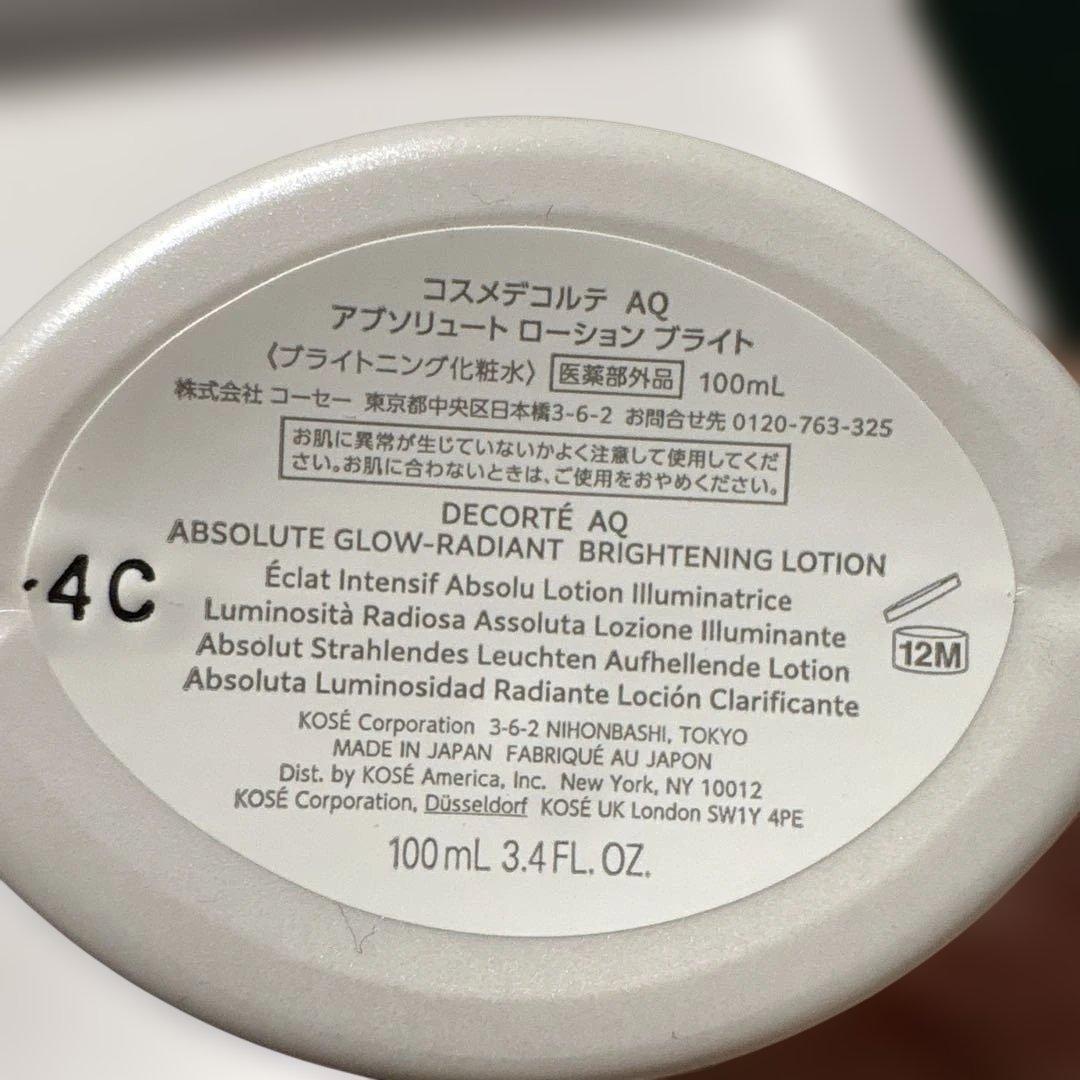 コスメデコルテ AQ
アブソリュート ローション ブライト
〈ブライトニング化粧水〉 医薬部外品 100mL
株式会社 コーセー 東京都中央区日本橋3-6-2 お問合せ先 0120-763-325
お肌に異常が生じていないかよく注意して使用してくだ
さい。お肌に合わないときは、ご使用をおやめください。
DECORTÉ AQ
ABSOLUTE GLOW-RADIANT BRIGHTENING LOTION
Éclat Intensif Absolu Lotion Illuminatrice
Luminosità Radiosa Assoluta Lozione Illuminante
Absolut Strahlendes Leuchten Aufhellende Lotion
Absoluta Luminosidad Radiante Loción Clarificante
·4C
12M
KOSÉ Corporation 3-6-2 NIHONBASHI, TOKYO
MADE IN JAPAN FABRIQUÉ AU JAPON
Dist. by KOSÉ America, Inc. New York, NY 10012
KOSÉ Corporation, Düsseldorf KOSÉ UK London SW1Y 4PE
100mL 3.4FL. OZ.